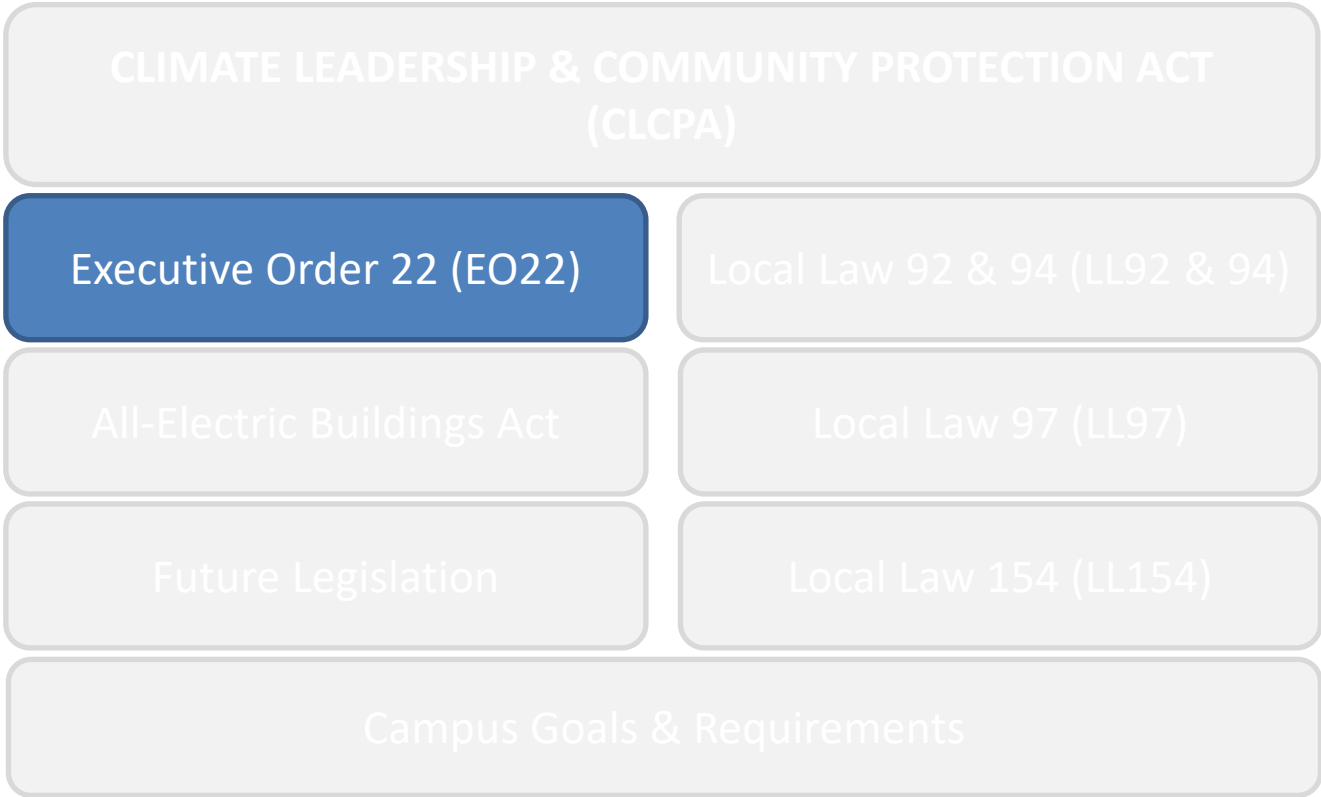 CLIMATE LEADERSHIP & COMMUNITY PROTECTION ACT
(CLCPA)
Executive Order 22 (EO22)
Local Law 92 & 94 (LL92 & 94)
All-Electric Buildings Act
Local Law 97 (LL97)
Future Legislation
Local Law 154 (LL154)
Campus Goals & Requirements